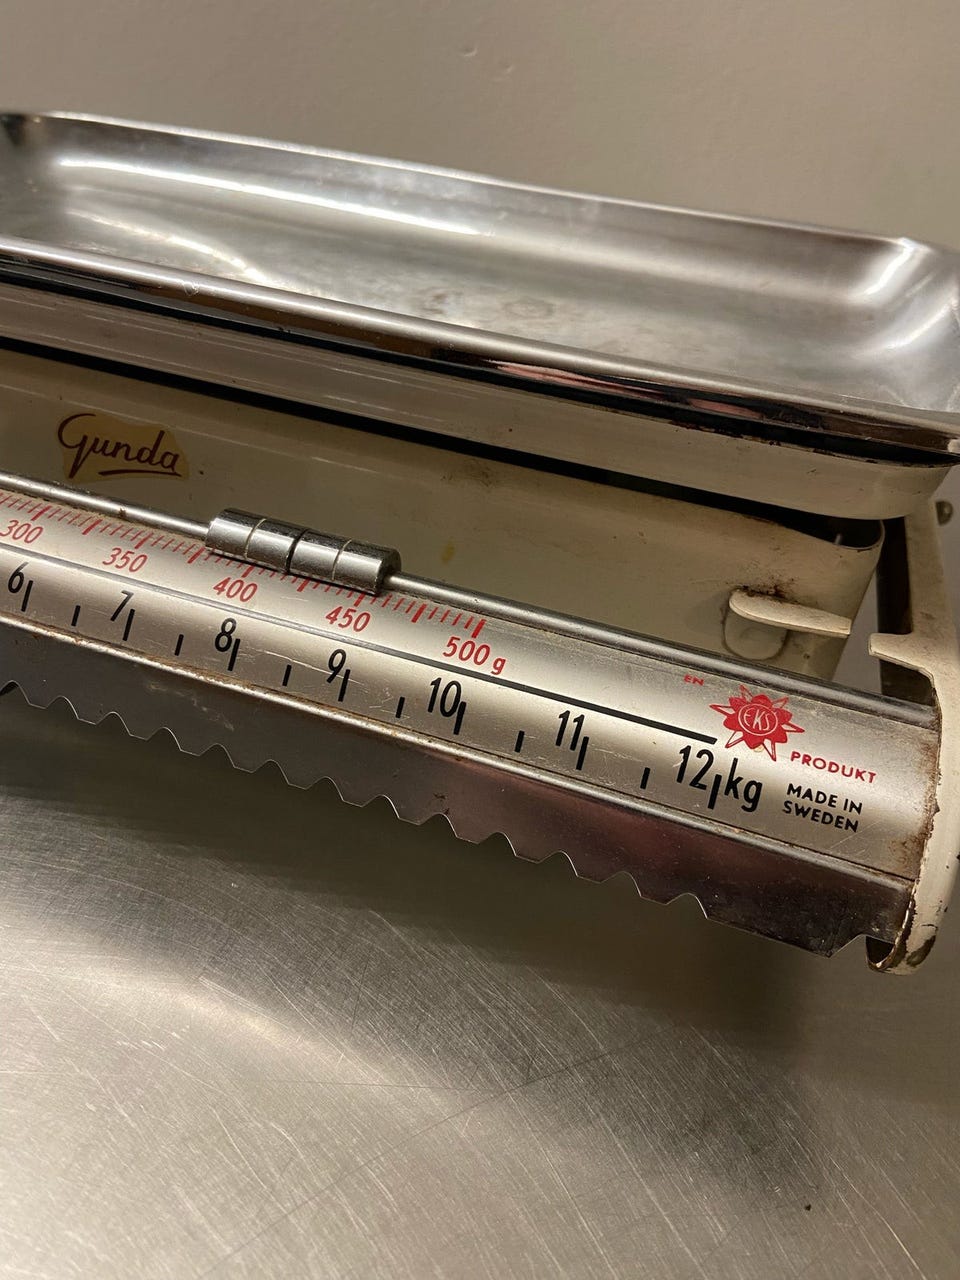 Gunda
300 350 400 450 500 g
6 7 8 9 10 11 12 kg
EN
EKS
PRODUKT
MADE IN
SWEDEN